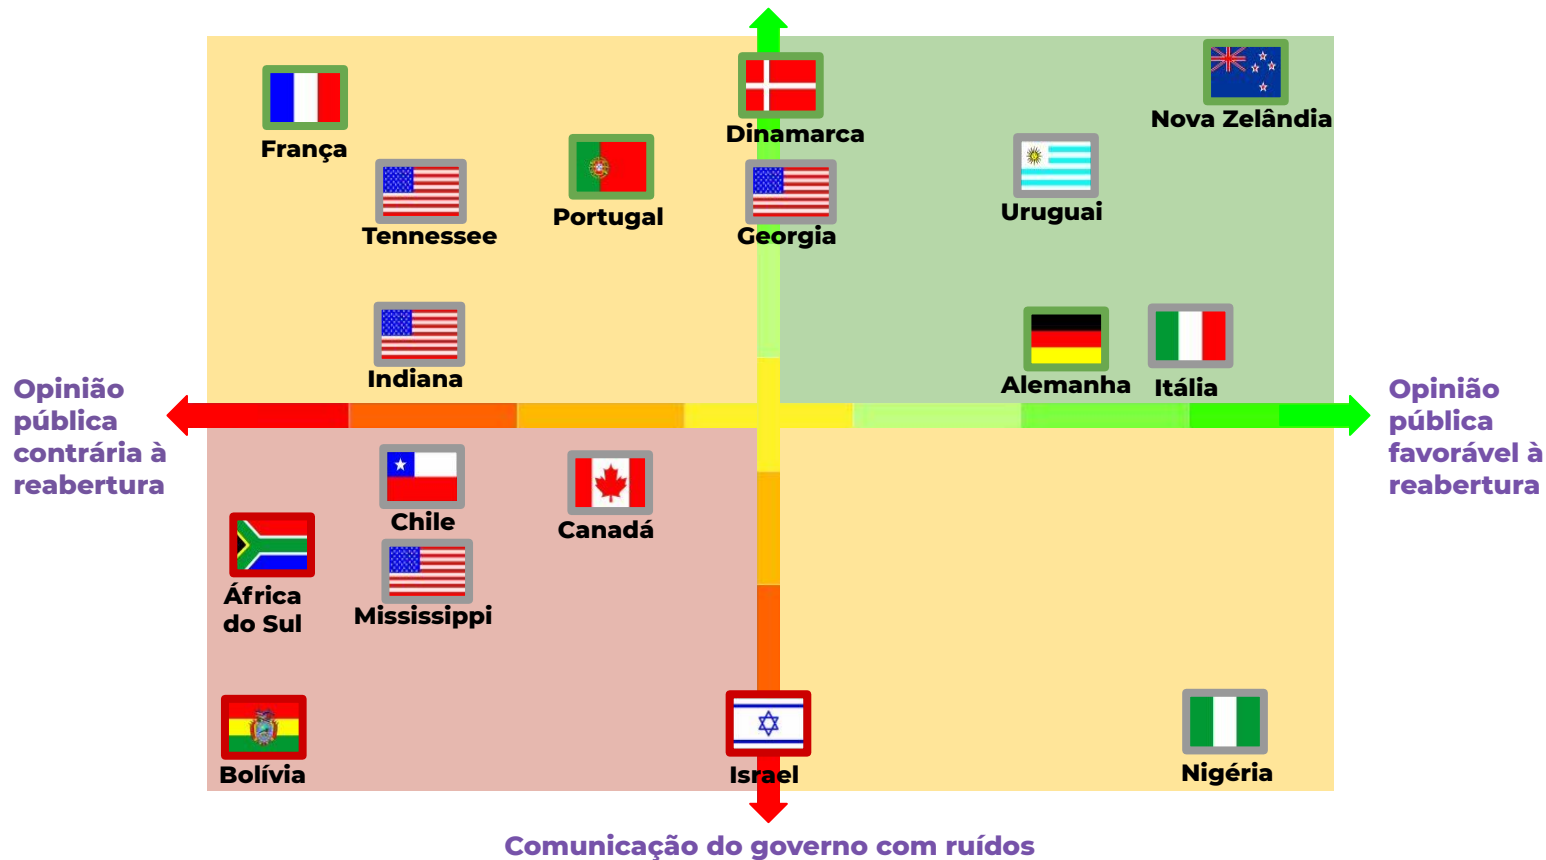 Dinamarca
Nova Zelândia
França
Uruguai
Portugal
Tennessee
Georgia
Indiana
Alemanha
Itália
Opinião
pública
contrária à
reabertura
Opinião
pública
favorável à
reabertura
Chile
Canadá
África
do Sul
Mississippi
Bolívia
Israel
Nigéria
Comunicação do governo com ruídos